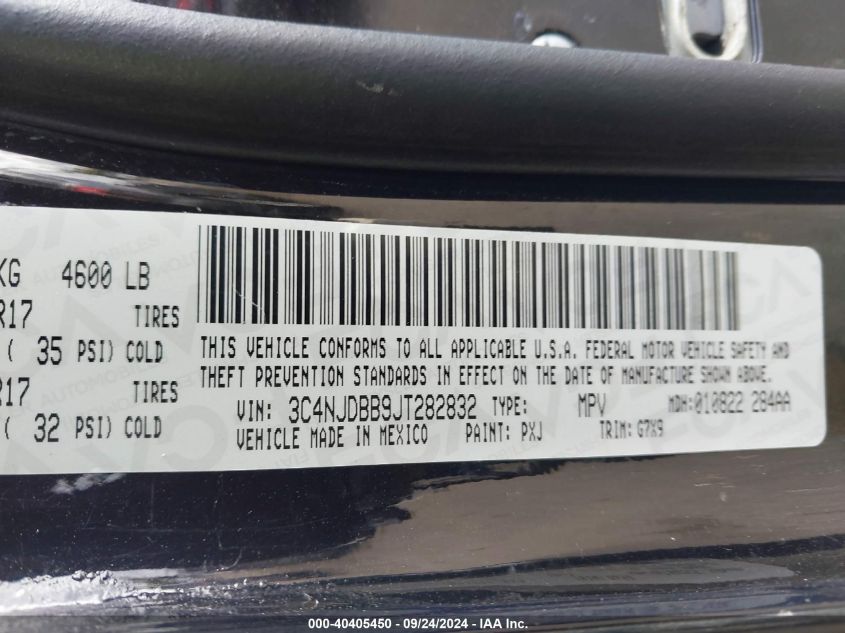 KG 4600 LB
R17 TIRES
( 35 PSI) COLD
R17 TIRES
( 32 PSI) COLD
THIS VEHICLE CONFORMS TO ALL APPLICABLE U.S.A. FEDERAL MOTOR VEHICLE SAFETY AND
THEFT PREVENTION STANDARDS IN EFFECT ON THE DATE OF MANUFACTURE SHOWN ABOVE.
VIN: 3C4NJDBB9JT282832 TYPE: MPV MDH: 010822 284AA
VEHICLE MADE IN MEXICO PAINT: PXJ TRIM: G7X9
000-40405450 - 09/24/2024 - IAA Inc.